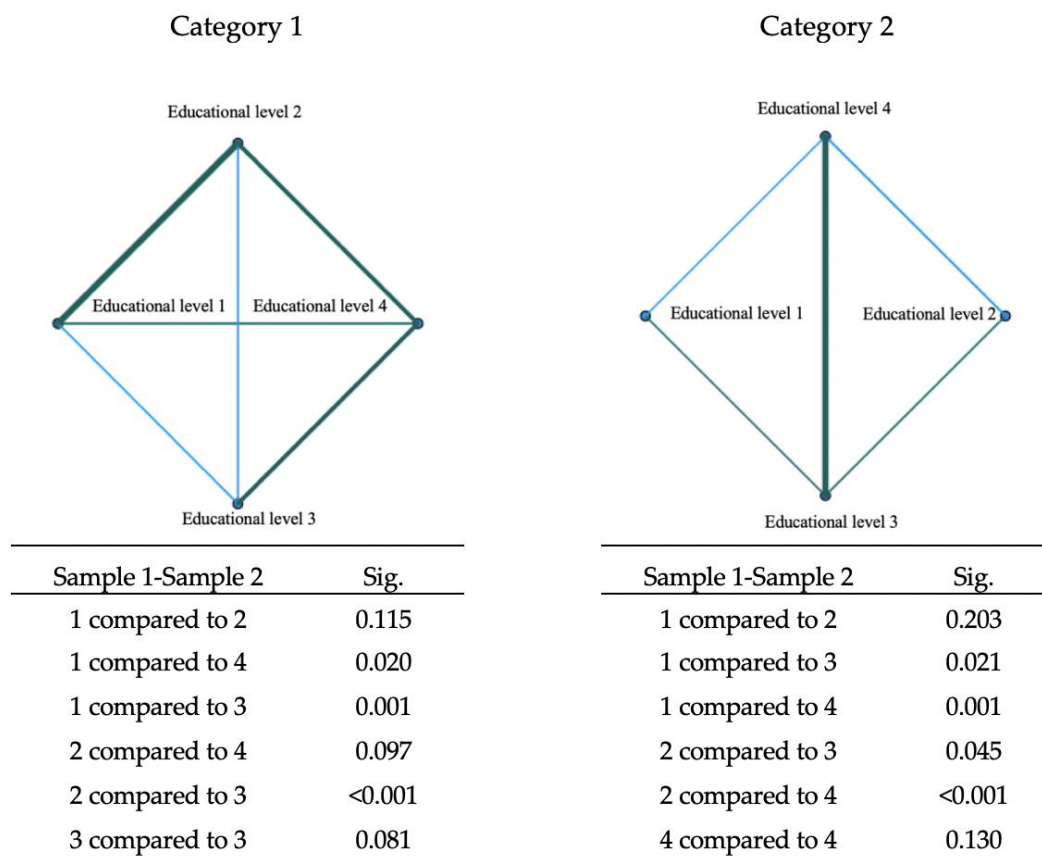 Category 1
Educational level 2
Educational level 1
Educational level 4
Educational level 3
Sample 1-Sample 2 Sig.
1 compared to 2 0.115
1 compared to 4 0.020
1 compared to 3 0.001
2 compared to 4 0.097
2 compared to 3 <0.001
3 compared to 3 0.081
Category 2
Educational level 4
Educational level 1
Educational level 2
Educational level 3
Sample 1-Sample 2 Sig.
1 compared to 2 0.203
1 compared to 3 0.021
1 compared to 4 0.001
2 compared to 3 0.045
2 compared to 4 <0.001
4 compared to 4 0.130